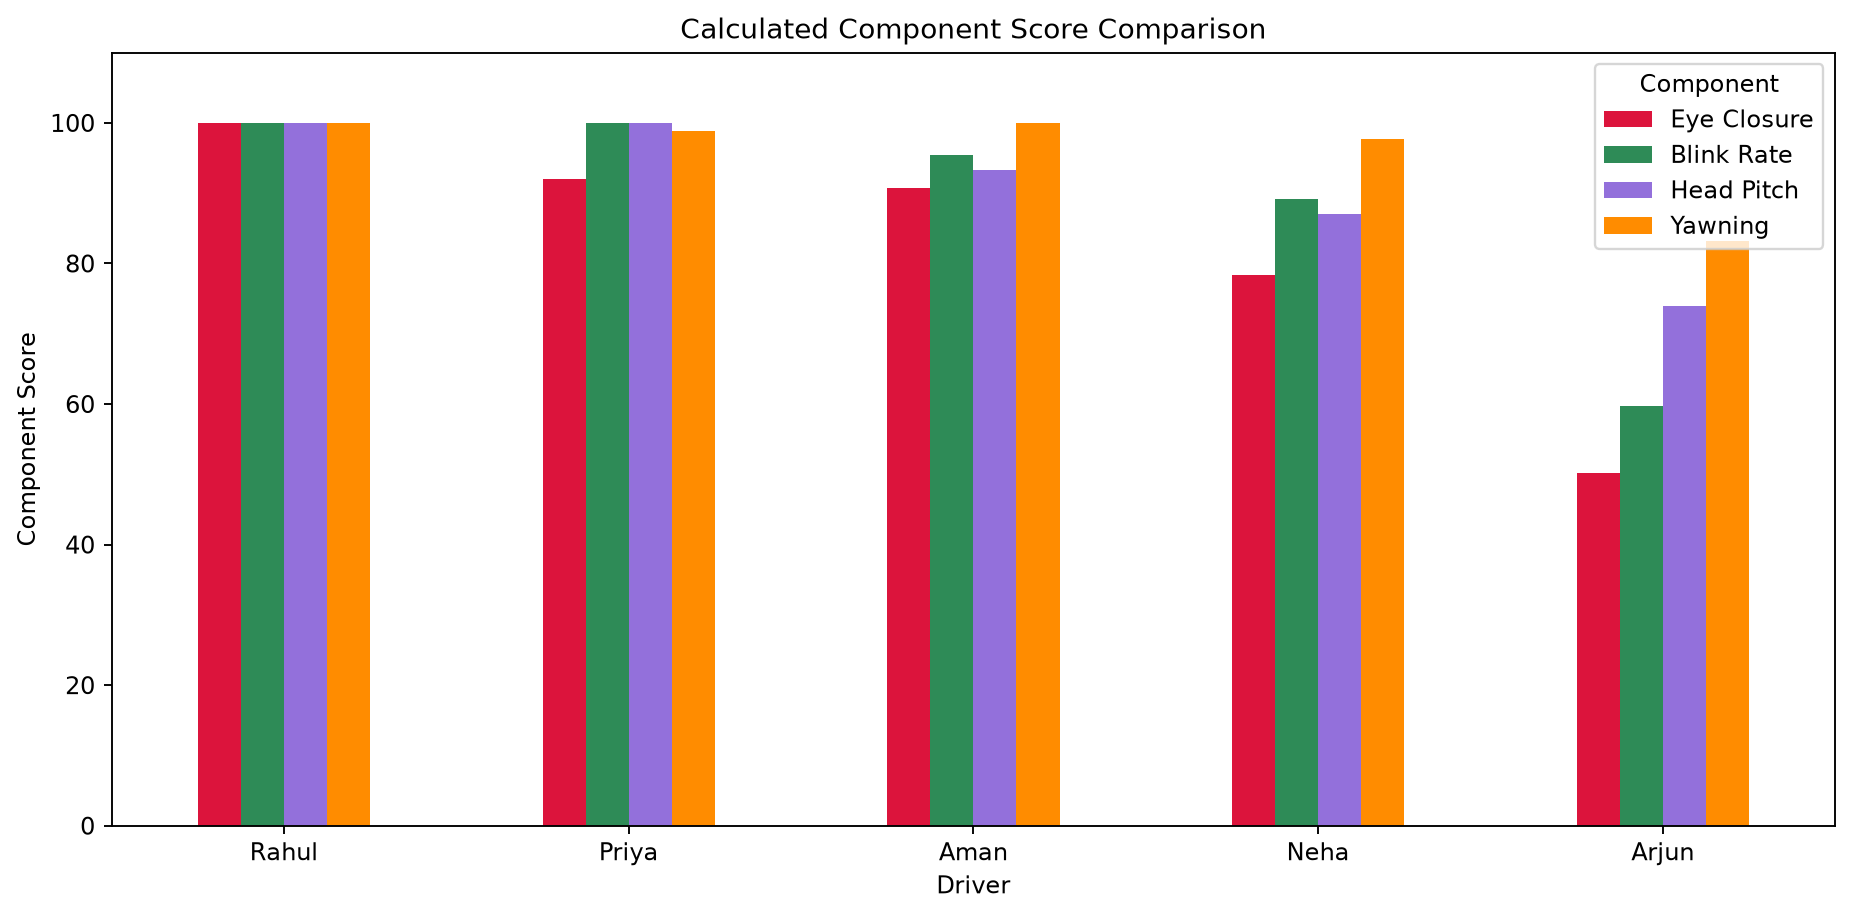 Calculated Component Score Comparison
Component
Eye Closure
Blink Rate
Head Pitch
Yawning
Component Score
100
80
60
40
20
0
Rahul
Priya
Aman
Neha
Arjun
Driver